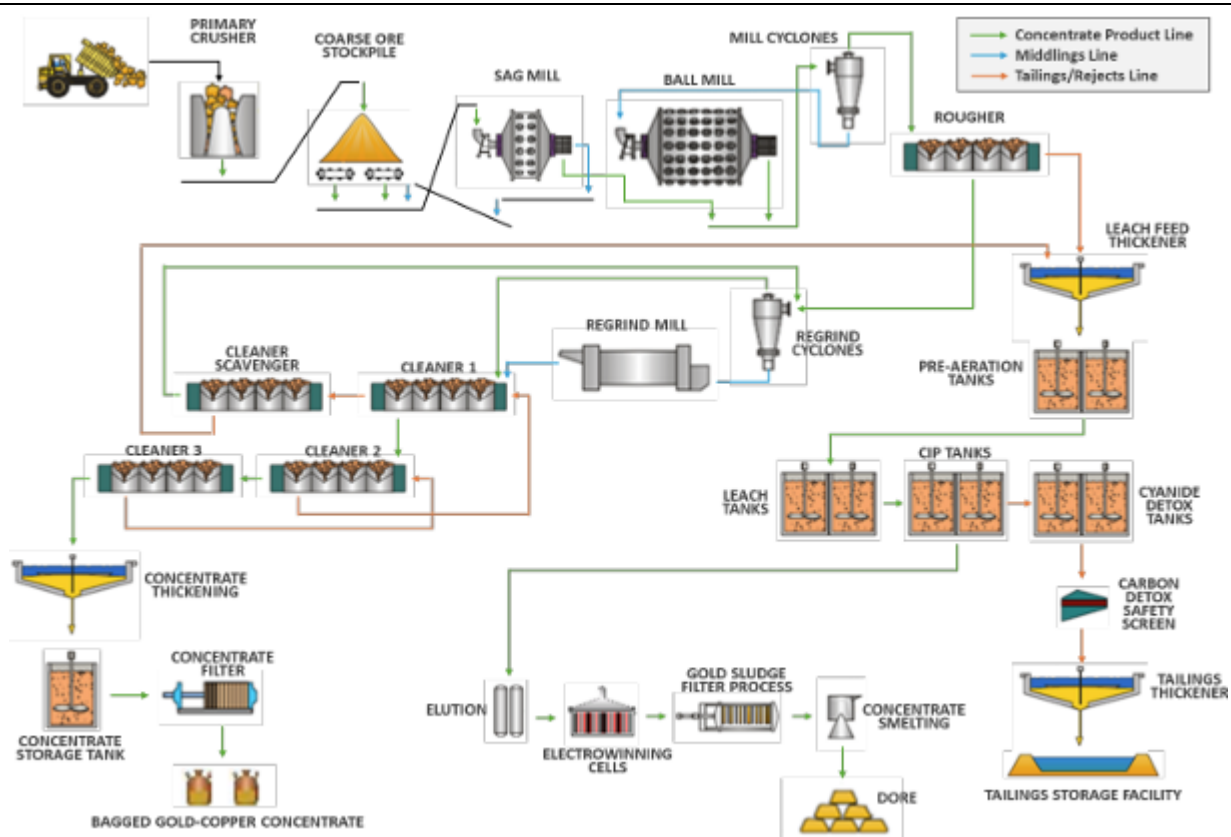 PRIMARY
CRUSHER
COARSE ORE
STOCKPILE
SAG MILL
BALL MILL
MILL CYCLONES
Concentrate Product Line
Middlings Line
Tailings/Rejects Line
ROUGHER
LEACH FEED
THICKENER
REGRIND MILL
REGRIND
CYCLONES
CLEANER
SCAVENGER
CLEANER 1
PRE-AERATION
TANKS
CLEANER 3
CLEANER 2
CIP TANKS
LEACH
TANKS
CYANIDE
DETOX
TANKS
CONCENTRATE
THICKENING
CARBON
DETOX
SAFETY
SCREEN
CONCENTRATE
FILTER
GOLD SLUDGE
FILTER PROCESS
TAILINGS
THICKENER
ELUTION
CONCENTRATE
SMELTING
CONCENTRATE
STORAGE TANK
ELECTROWINNING
CELLS
TAILINGS STORAGE FACILITY
DORE
BAGGED GOLD-COPPER CONCENTRATE